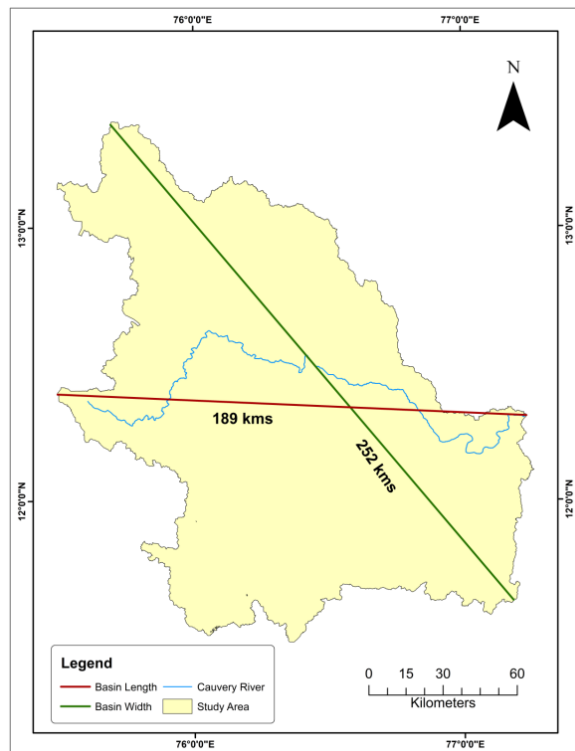 76°0'0"E 77°0'0"E
N
13°0'0"N 13°0'0"N
189 kms
252 kms
12°0'0"N 12°0'0"N
Legend
Basin Length Cauvery River
Basin Width Study Area
0 15 30 60
Kilometers
76°0'0"E 77°0'0"E